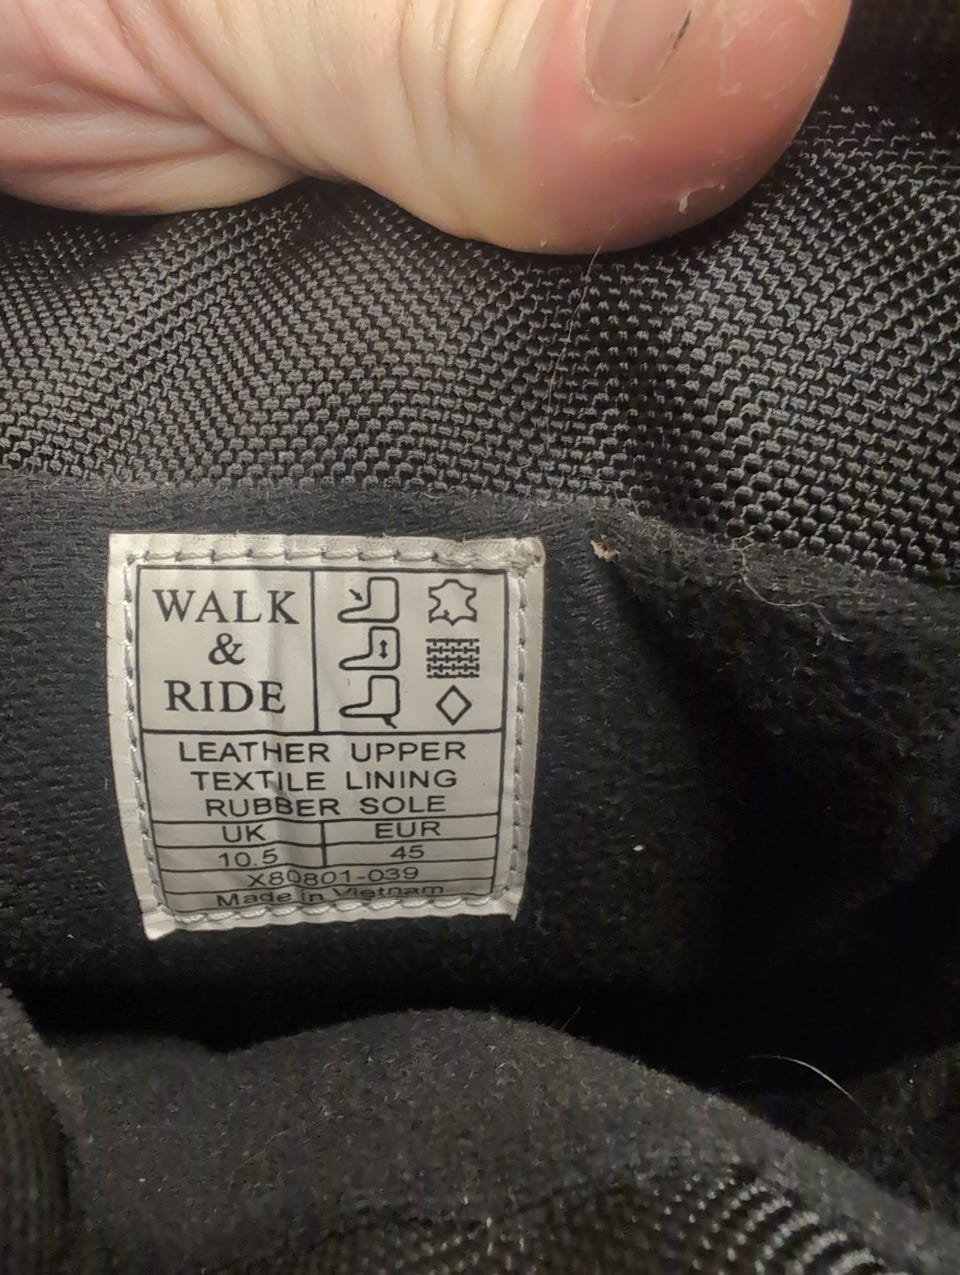 WALK
&
RIDE
LEATHER UPPER
TEXTILE LINING
RUBBER SOLE
UK EUR
10.5 45
X80801-039
Made in Vietnam